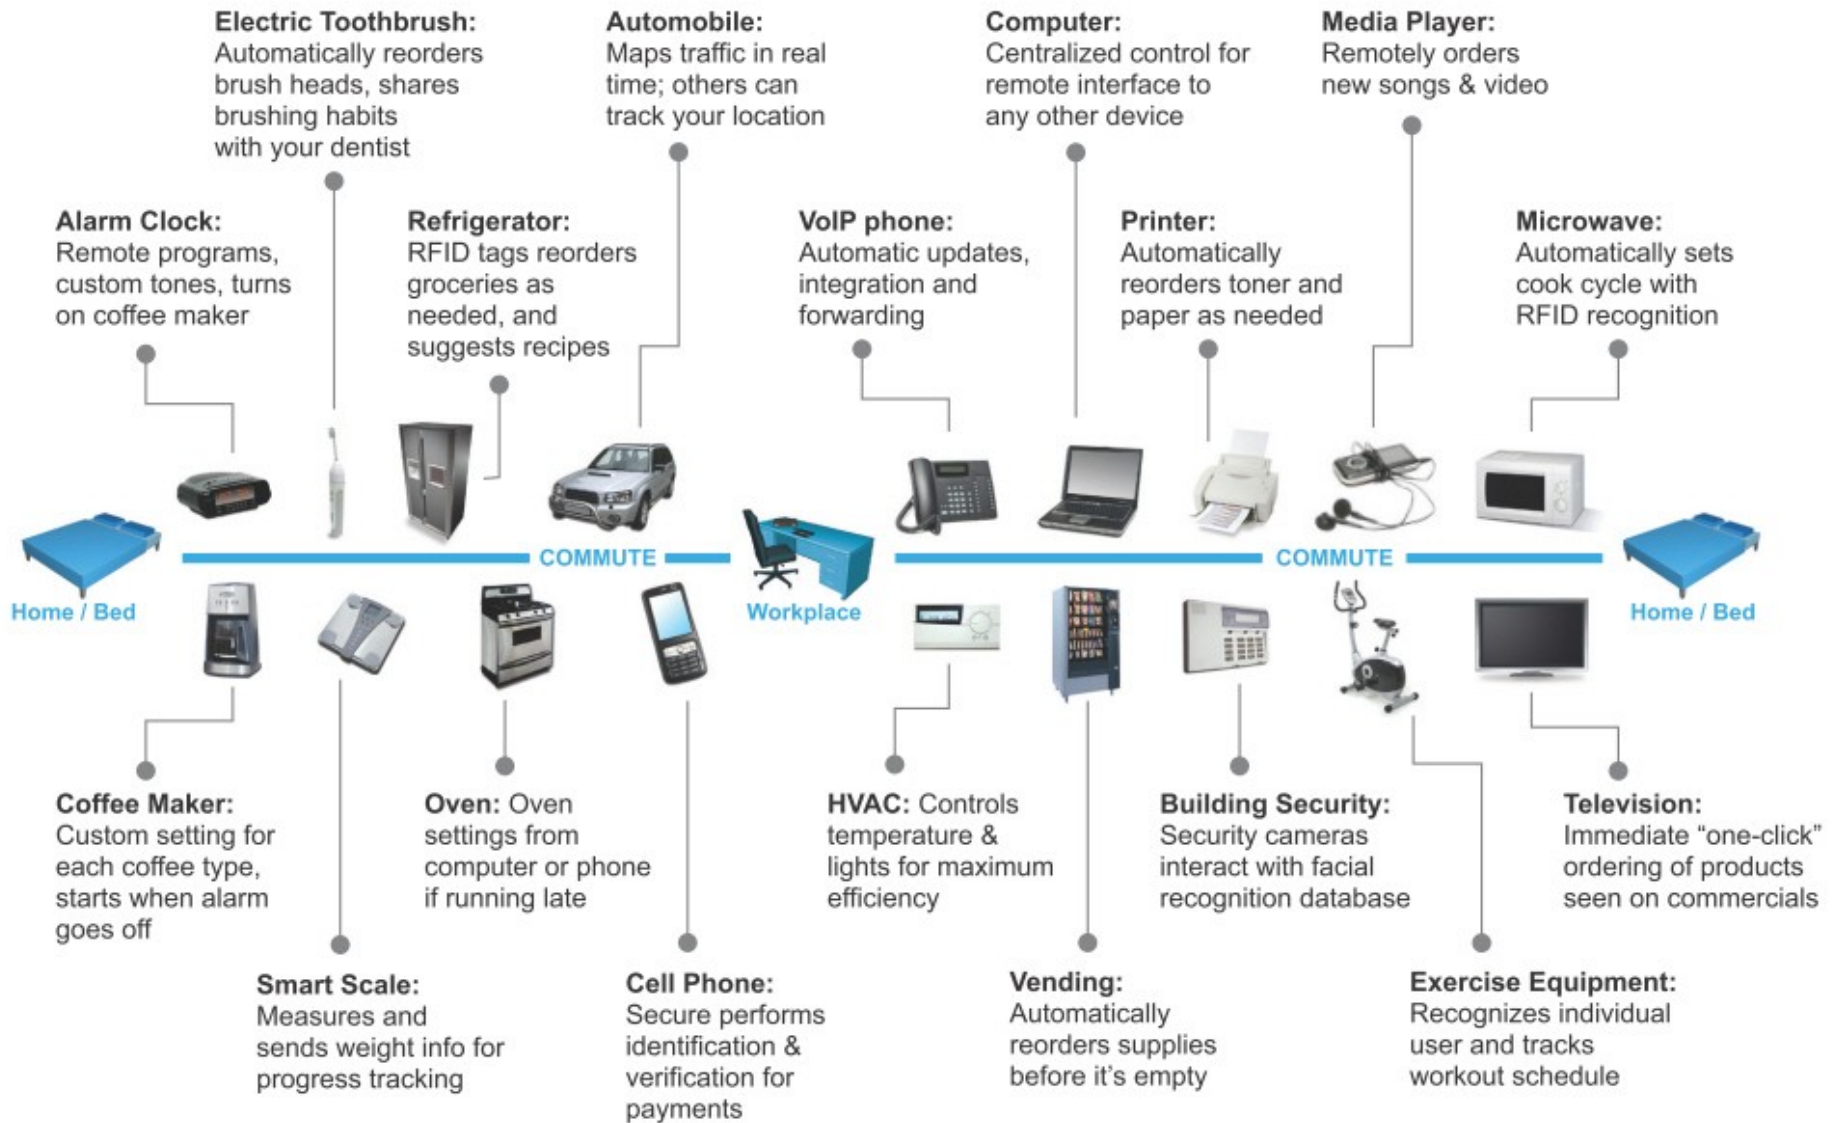 Electric Toothbrush:
Automatically reorders
brush heads, shares
brushing habits
with your dentist
Automobile:
Maps traffic in real
time; others can
track your location
Computer:
Centralized control for
remote interface to
any other device
Media Player:
Remotely orders
new songs & video
Alarm Clock:
Remote programs,
custom tones, turns
on coffee maker
Refrigerator:
RFID tags reorders
groceries as
needed, and
suggests recipes
VoIP phone:
Automatic updates,
integration and
forwarding
Printer:
Automatically
reorders toner and
paper as needed
Microwave:
Automatically sets
cook cycle with
RFID recognition
COMMUTE
COMMUTE
Home / Bed
Workplace
Home / Bed
Coffee Maker:
Custom setting for
each coffee type,
starts when alarm
goes off
Oven: Oven
settings from
computer or phone
if running late
HVAC: Controls
temperature &
lights for maximum
efficiency
Building Security:
Security cameras
interact with facial
recognition database
Television:
Immediate “one-click”
ordering of products
seen on commercials
Smart Scale:
Measures and
sends weight info for
progress tracking
Cell Phone:
Secure performs
identification &
verification for
payments
Vending:
Automatically
reorders supplies
before it’s empty
Exercise Equipment:
Recognizes individual
user and tracks
workout schedule